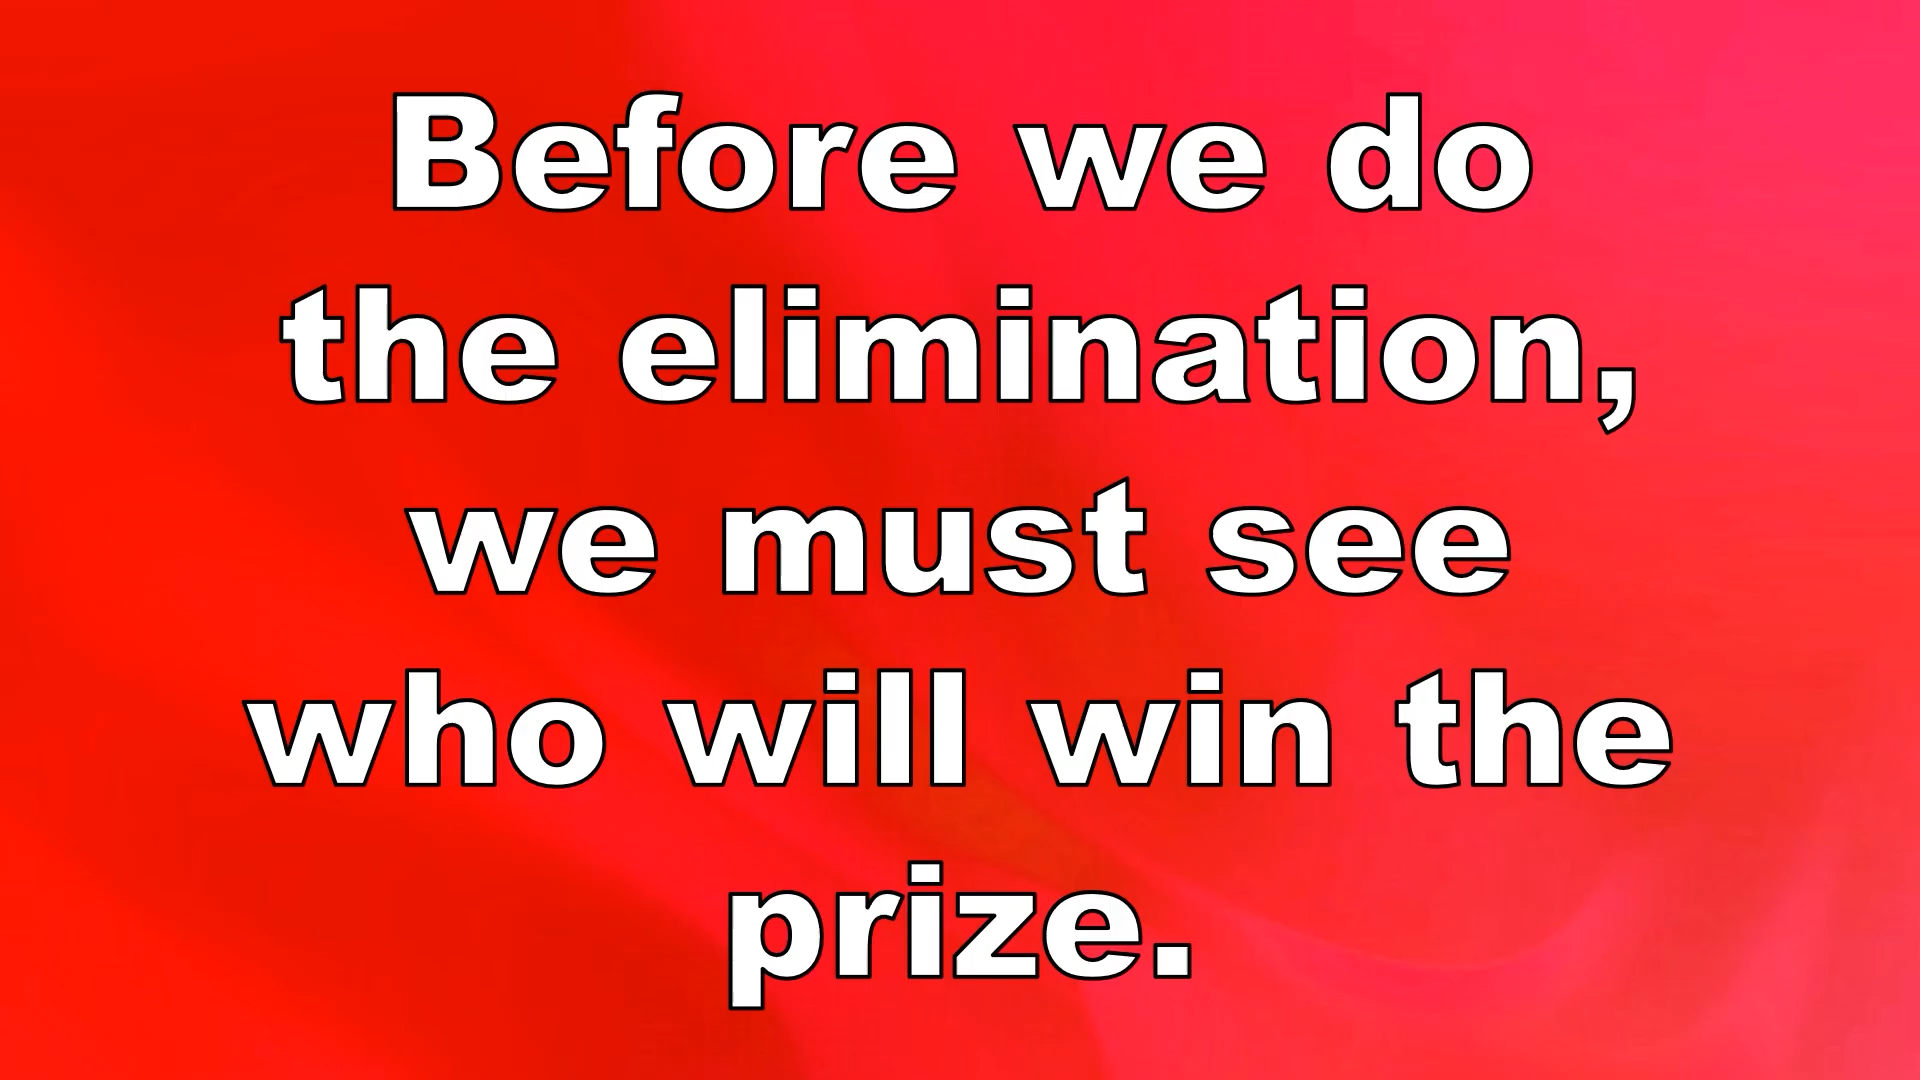 Before we do
the elimination,
we must see
who will win the
prize.